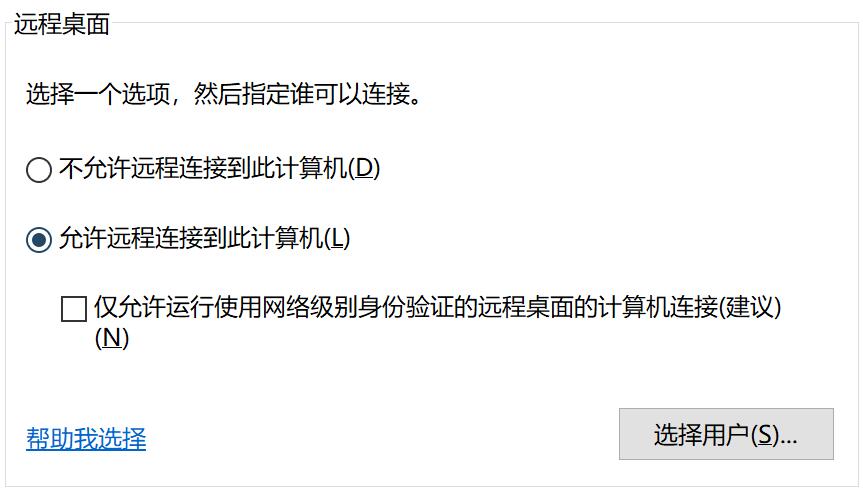 远程桌面
选择一个选项，然后指定谁可以连接。
不允许远程连接到此计算机(D)
允许远程连接到此计算机(L)
仅允许运行使用网络级别身份验证的远程桌面的计算机连接(建议)
(N)
帮助我选择
选择用户(S)...